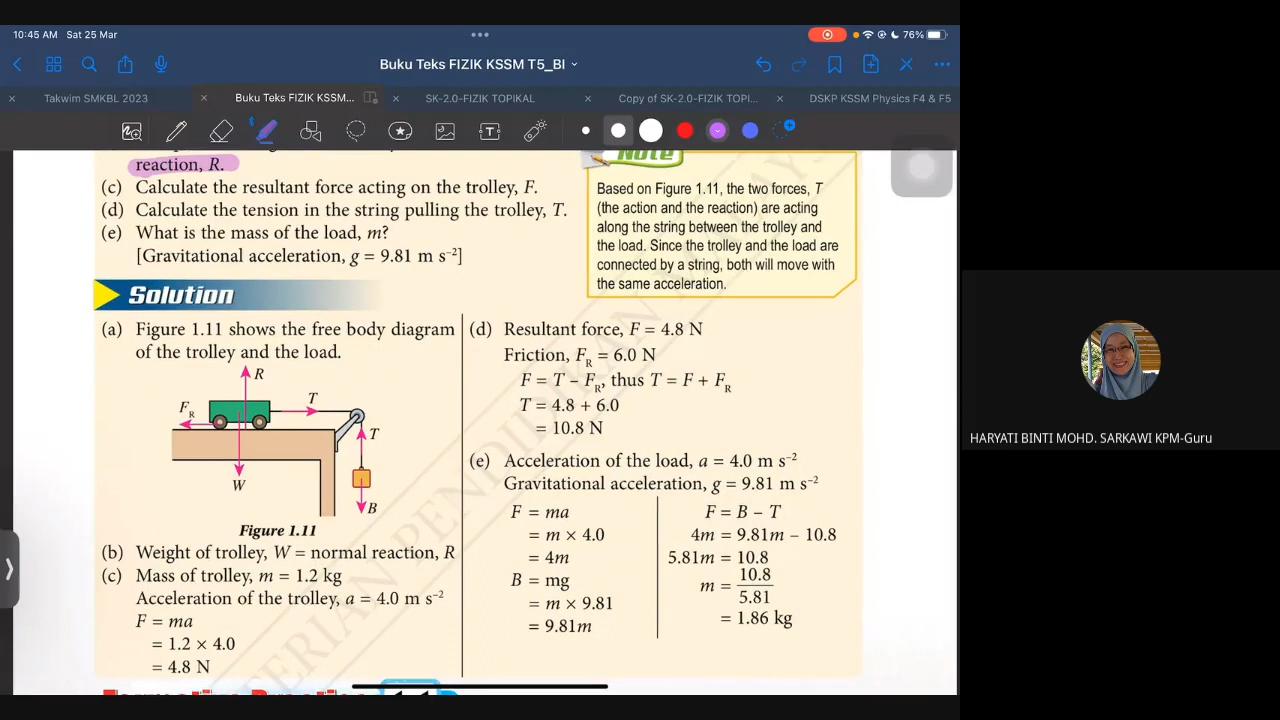 10:45 AM Sat 25 Mar
76%
Buku Teks FIZIK KSSM T5_BI
Takwim SMKBL 2023
Buku Teks FIZIK KSSM...
SK-2.0-FIZIK TOPIKAL
Copy of SK-2.0-FIZIK TOPI...
DSKP KSSM Physics F4 & F5
reaction, R.
(c) Calculate the resultant force acting on the trolley, F.
(d) Calculate the tension in the string pulling the trolley, T.
(e) What is the mass of the load, m?
[Gravitational acceleration, g = 9.81 m s⁻²]
Note
Based on Figure 1.11, the two forces, T
(the action and the reaction) are acting
along the string between the trolley and
the load. Since the trolley and the load are
connected by a string, both will move with
the same acceleration.
Solution
(a) Figure 1.11 shows the free body diagram
of the trolley and the load.
R
F_R
T
T
W
B
Figure 1.11
(b) Weight of trolley, W = normal reaction, R
(c) Mass of trolley, m = 1.2 kg
Acceleration of the trolley, a = 4.0 m s⁻²
F = ma
= 1.2 × 4.0
= 4.8 N
(d) Resultant force, F = 4.8 N
Friction, F_R = 6.0 N
F = T – F_R, thus T = F + F_R
T = 4.8 + 6.0
= 10.8 N
(e) Acceleration of the load, a = 4.0 m s⁻²
Gravitational acceleration, g = 9.81 m s⁻²
F = ma
= m × 4.0
= 4m
B = mg
= m × 9.81
= 9.81m
F = B – T
4m = 9.81m – 10.8
5.81m = 10.8
m = 10.8
5.81
= 1.86 kg
HARYATI BINTI MOHD. SARKAWI KPM-Guru